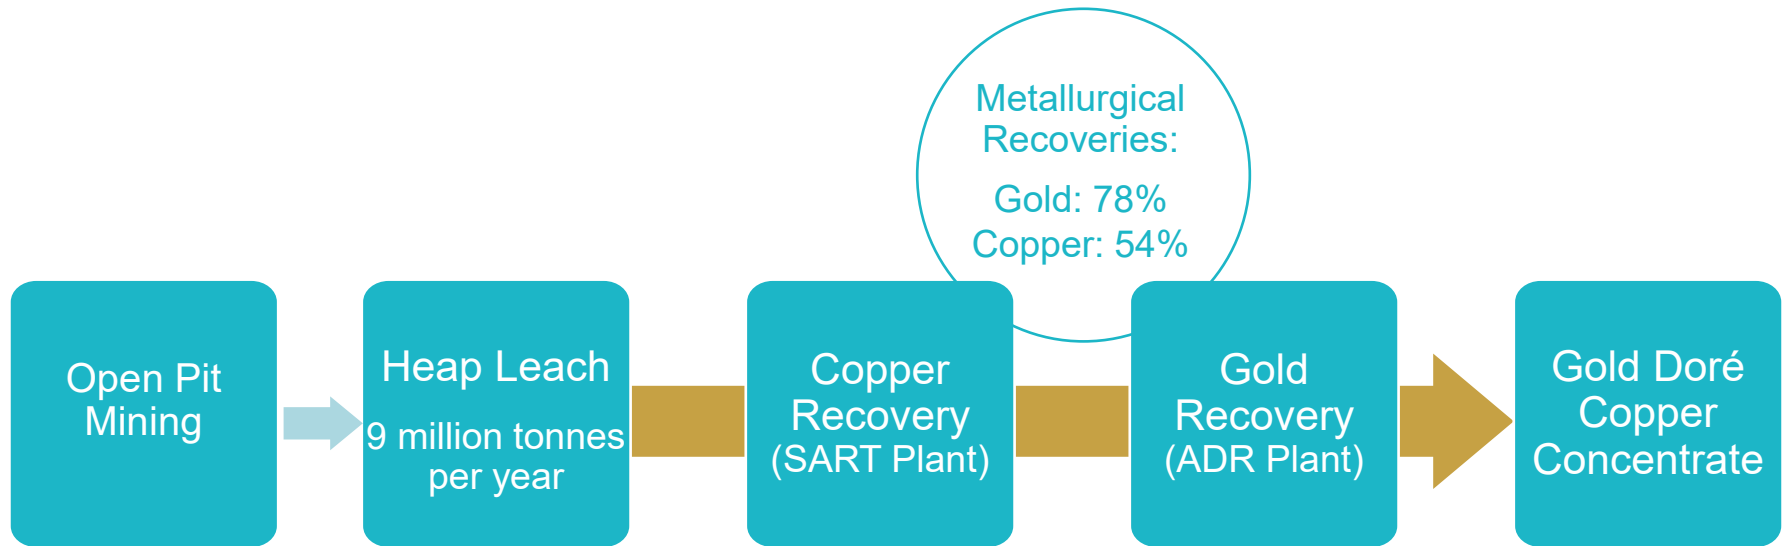 Metallurgical
Recoveries:
Gold: 78%
Copper: 54%
Open Pit
Mining
Heap Leach
9 million tonnes
per year
Copper
Recovery
(SART Plant)
Gold
Recovery
(ADR Plant)
Gold Doré
Copper
Concentrate